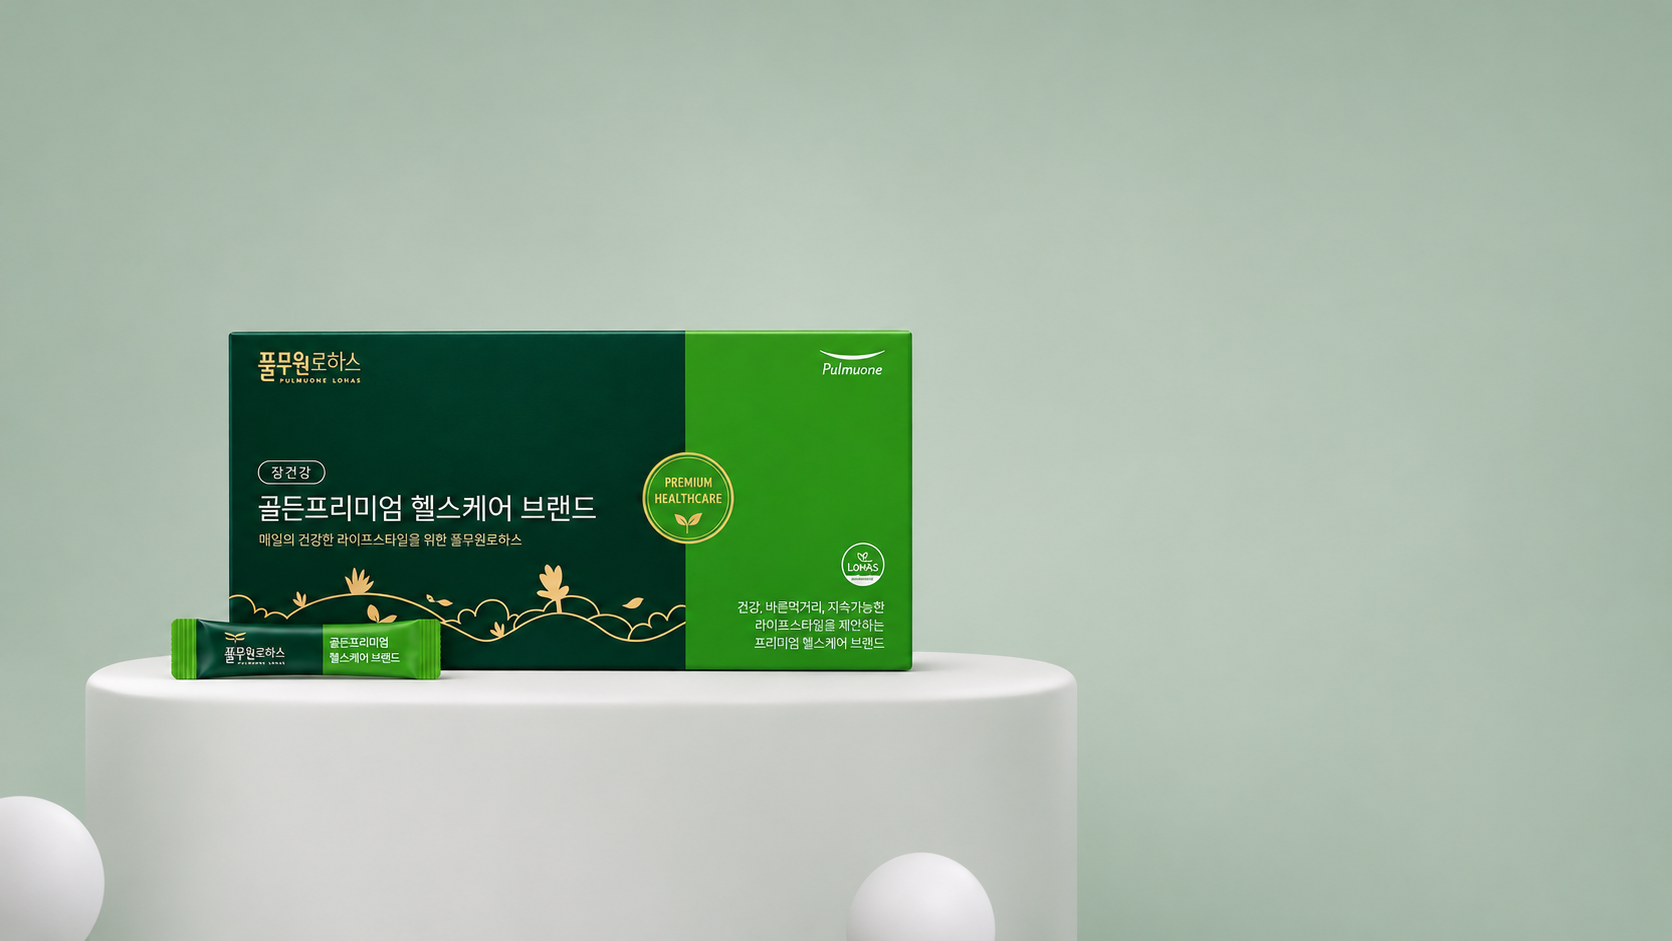 풀무원로하스
PULMUONE LOHAS
Pulmuone
장건강
골든프리미엄 헬스케어 브랜드
매일의 건강한 라이프스타일을 위한 풀무원로하스
PREMIUM
HEALTHCARE
LOHAS
건강, 바른먹거리, 지속가능한
라이프스타일을 제안하는
프리미엄 헬스케어 브랜드
풀무원로하스
PULMUONE LOHAS
골든프리미엄
헬스케어 브랜드